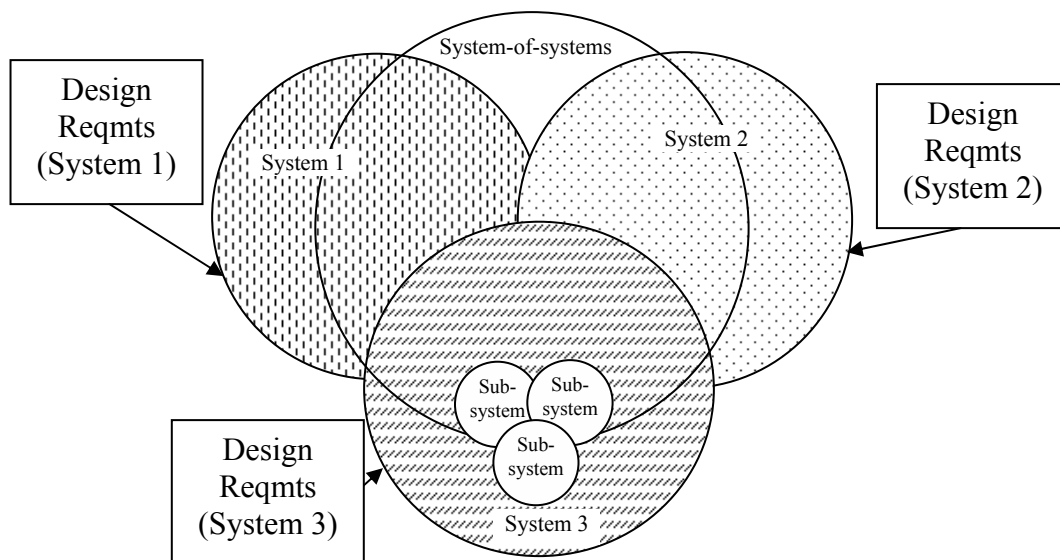 System-of-systems
Design
Reqmts
(System 1)
Design
Reqmts
(System 2)
System 1
System 2
Sub-
system
Sub-
system
Sub-
system
Design
Reqmts
(System 3)
System 3